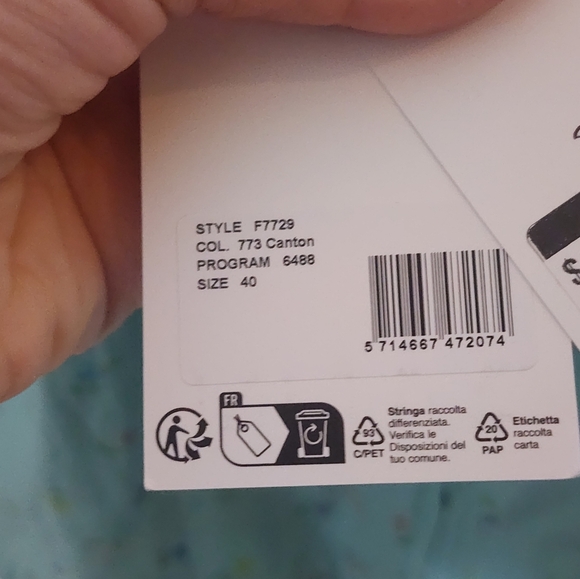 STYLE F7729
COL. 773 Canton
PROGRAM 6488
SIZE 40
5 714667 472074
FR
93
C/PET
Stringa raccolta
differenziata.
Verifica le
Disposizioni del
tuo comune.
20
PAP
Etichetta
raccolta
carta